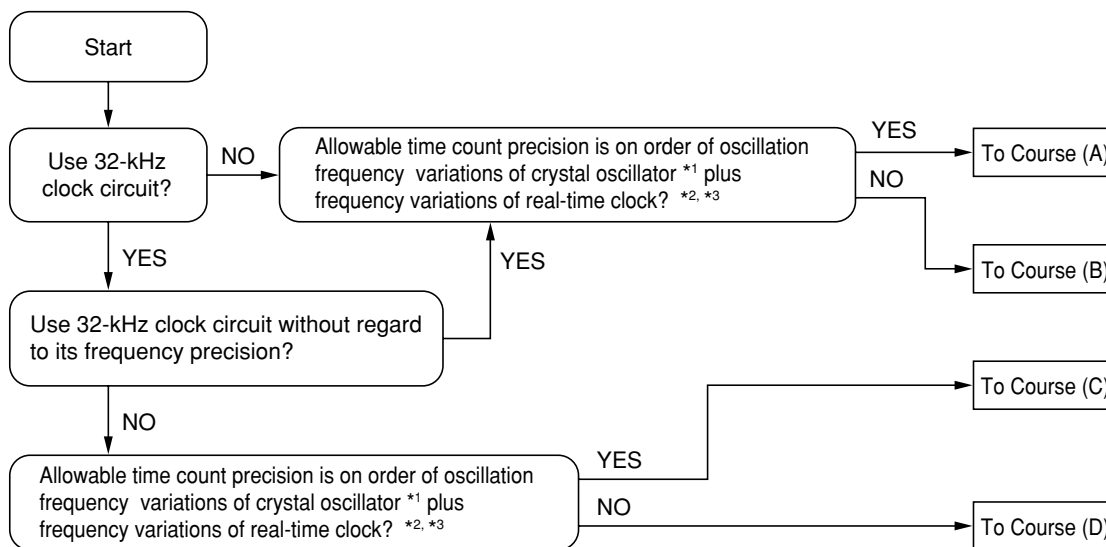 Start
Use 32-kHz
clock circuit?
NO
YES
Allowable time count precision is on order of oscillation
frequency variations of crystal oscillator *1 plus
frequency variations of real-time clock? *2, *3
YES
To Course (A)
NO
To Course (B)
YES
Use 32-kHz clock circuit without regard
to its frequency precision?
NO
Allowable time count precision is on order of oscillation
frequency variations of crystal oscillator *1 plus
frequency variations of real-time clock? *2, *3
YES
To Course (C)
NO
To Course (D)